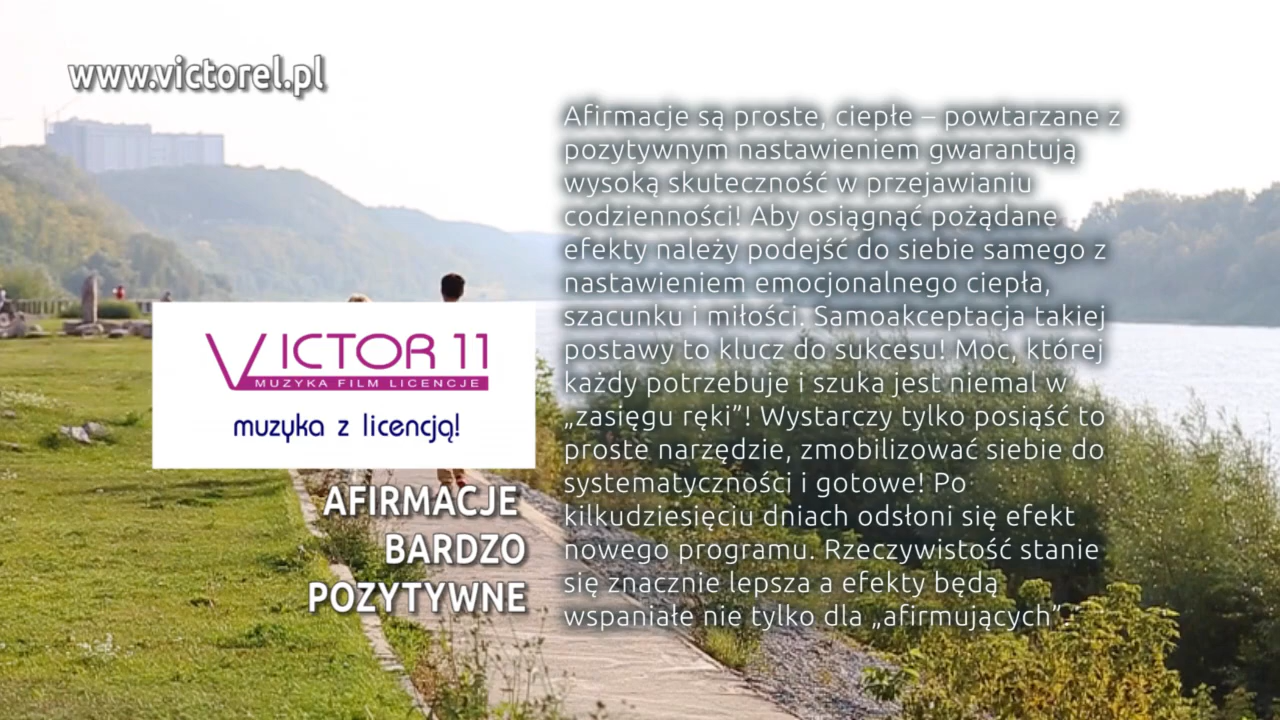 www.victorel.pl
Afirmacje są proste, ciepłe – powtarzane z
pozytywnym nastawieniem gwarantują
wysoką skuteczność w przejawianiu
codzienności! Aby osiągnąć pożądane
efekty należy podejść do siebie samego z
nastawieniem emocjonalnego ciepła,
szacunku i miłości. Samoakceptacja takiej
postawy to klucz do sukcesu! Moc, której
każdy potrzebuje i szuka jest niemal w
„zasięgu ręki”! Wystarczy tylko posiąść to
proste narzędzie, zmobilizować siebie do
systematyczności i gotowe! Po
kilkudziesięciu dniach odsłoni się efekt
nowego programu. Rzeczywistość stanie
się znacznie lepsza a efekty będą
wspaniałe nie tylko dla „afirmujących”.
VICTOR 11
MUZYKA FILM LICENCJE
muzyka z licencją!
AFIRMACJE
BARDZO
POZYTYWNE